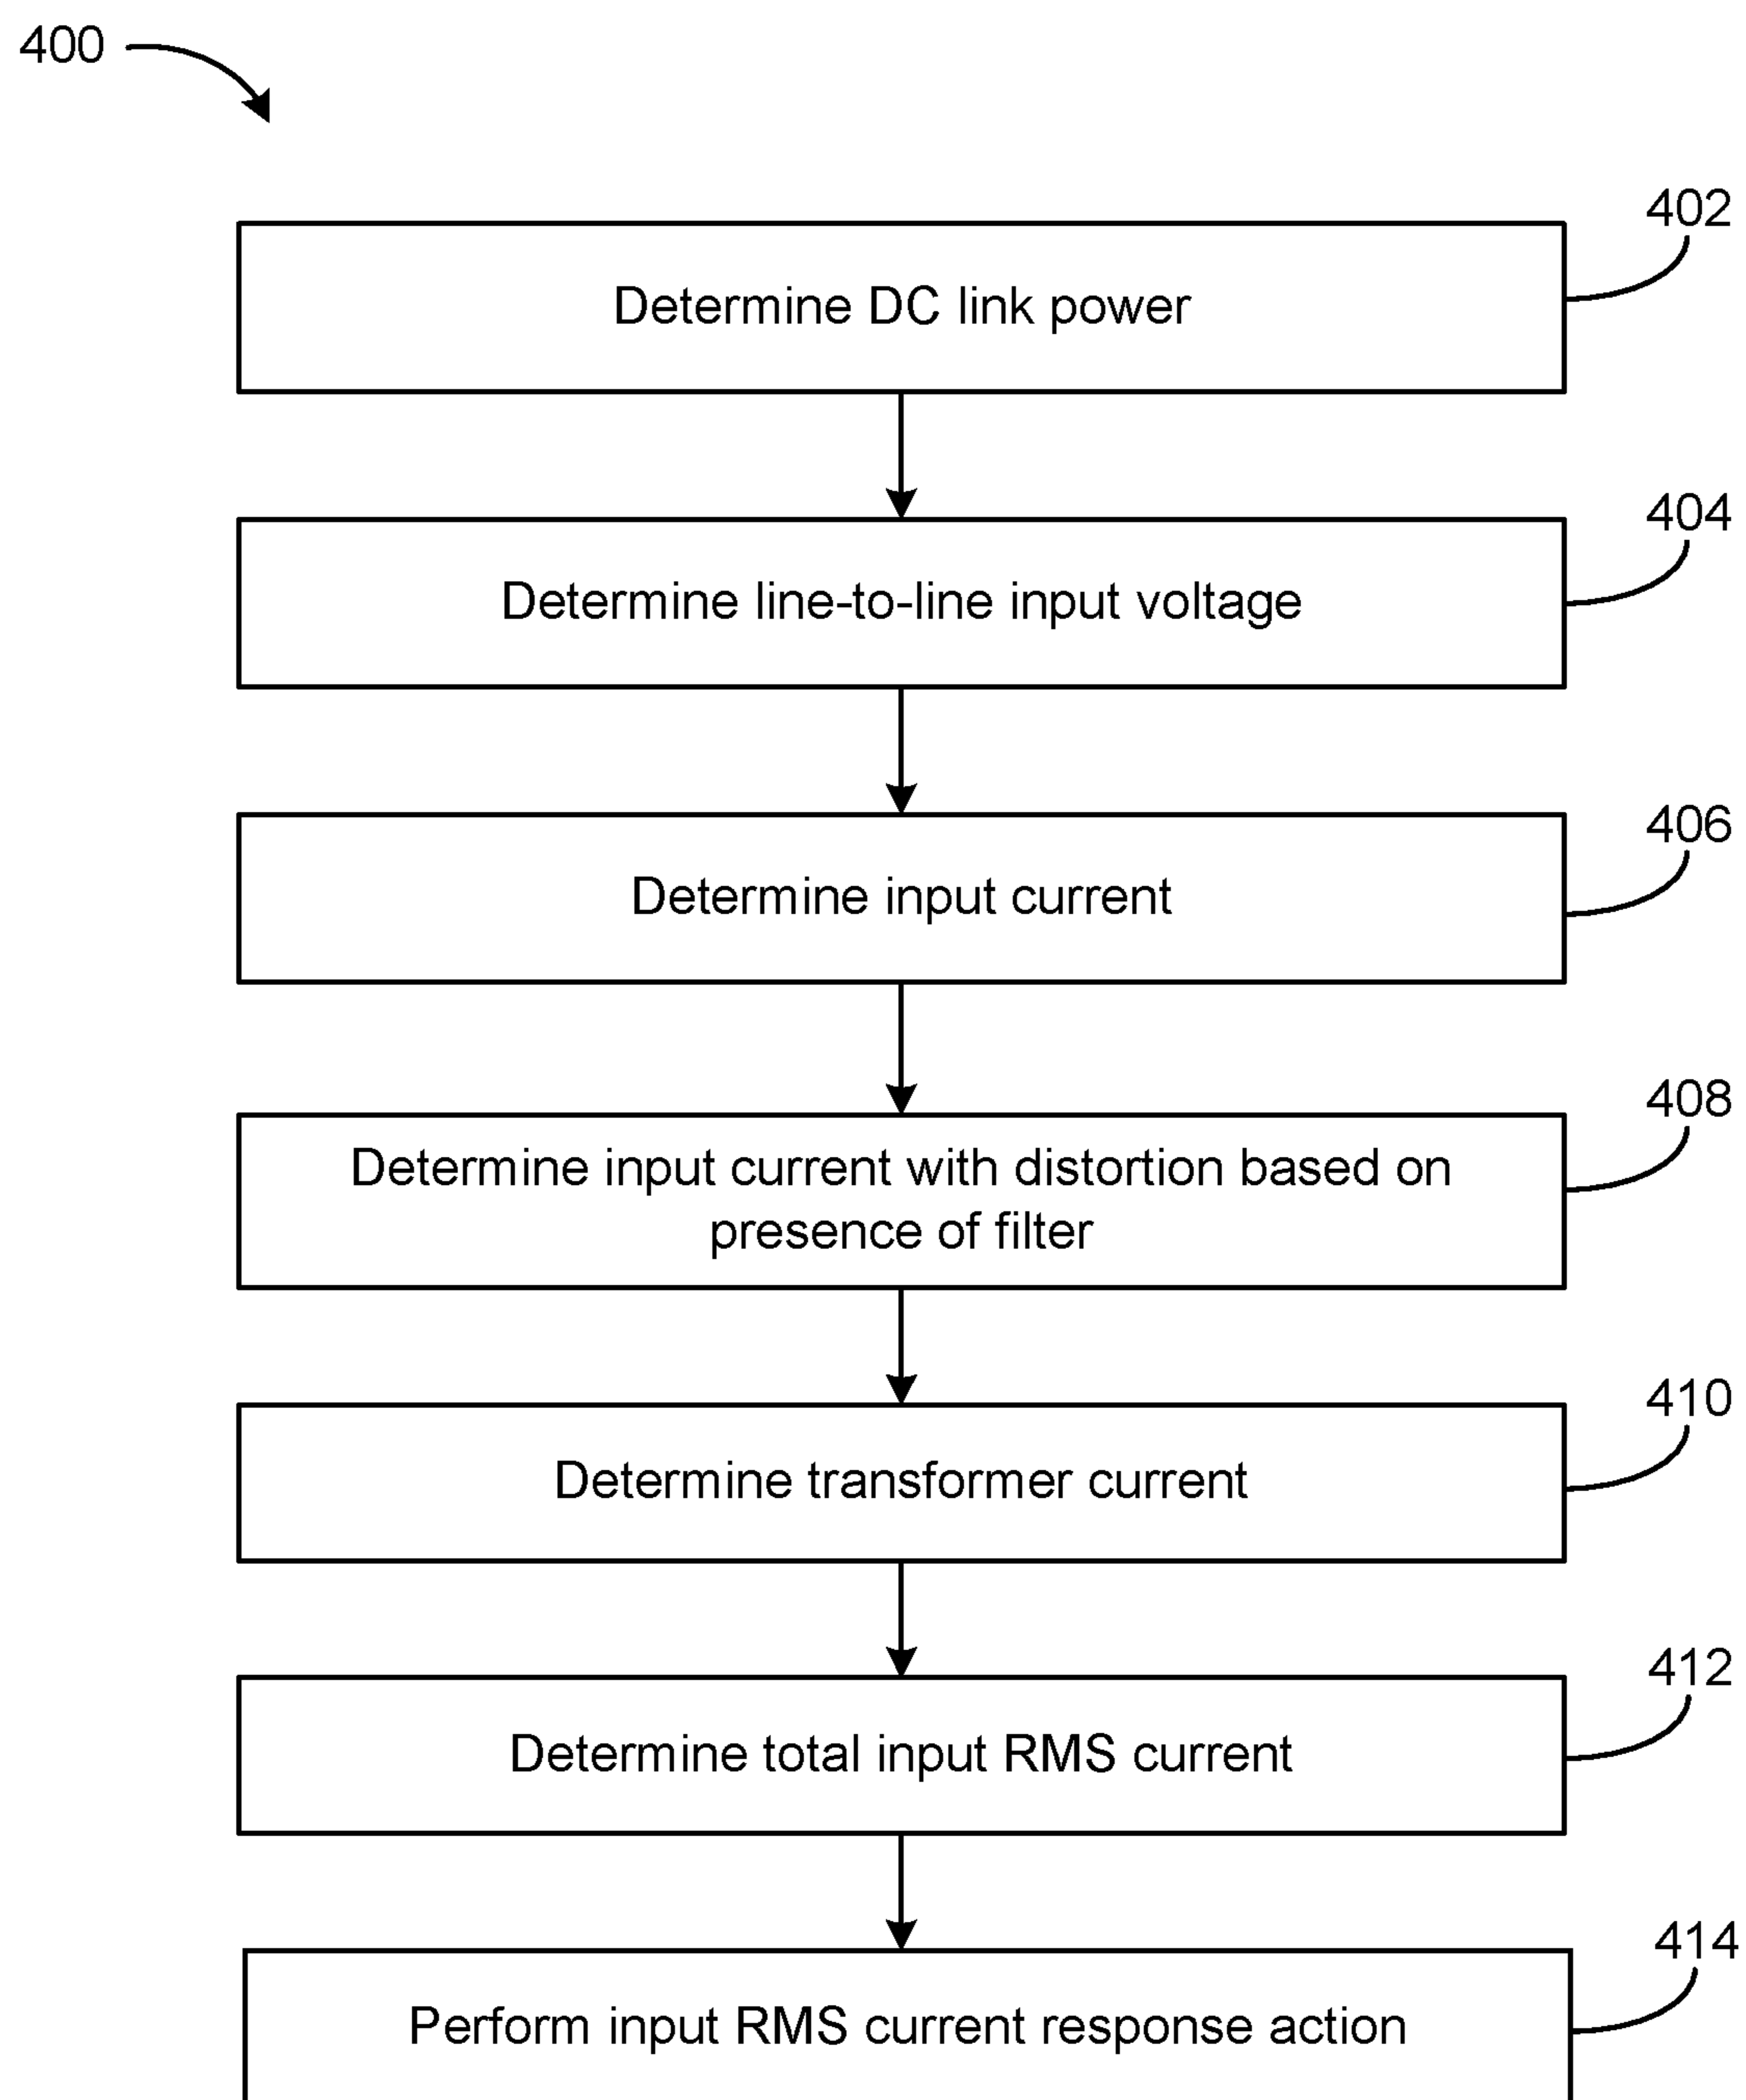 400
402
Determine DC link power
404
Determine line-to-line input voltage
406
Determine input current
408
Determine input current with distortion based on
presence of filter
410
Determine transformer current
412
Determine total input RMS current
414
Perform input RMS current response action